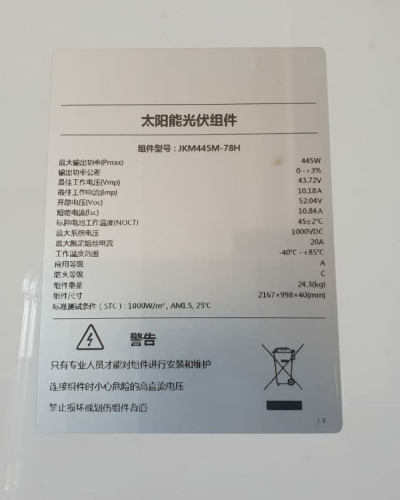 太阳能光伏组件
组件型号：JKM445M-78H
最大输出功率(Pmax) 445W
输出功率公差 0~+3%
最佳工作电压(Vmp) 43.72V
最佳工作电流(Imp) 10.18A
开路电压(Voc) 52.04V
短路电流(Isc) 10.84A
标称电池工作温度(NOCT) 45±2℃
最大系统电压 1000VDC
最大额定熔丝电流 20A
工作温度范围 -40℃~+85℃
应用等级 A
防火等级 C
组件重量 24.3(kg)
组件尺寸 2167×998×40(mm)
标准测试条件（STC）: 1000W/m², AM1.5, 25℃
警告
只有专业人员才能对组件进行安装和维护
连接组件时小心危险的高直流电压
禁止损坏或划伤组件背面